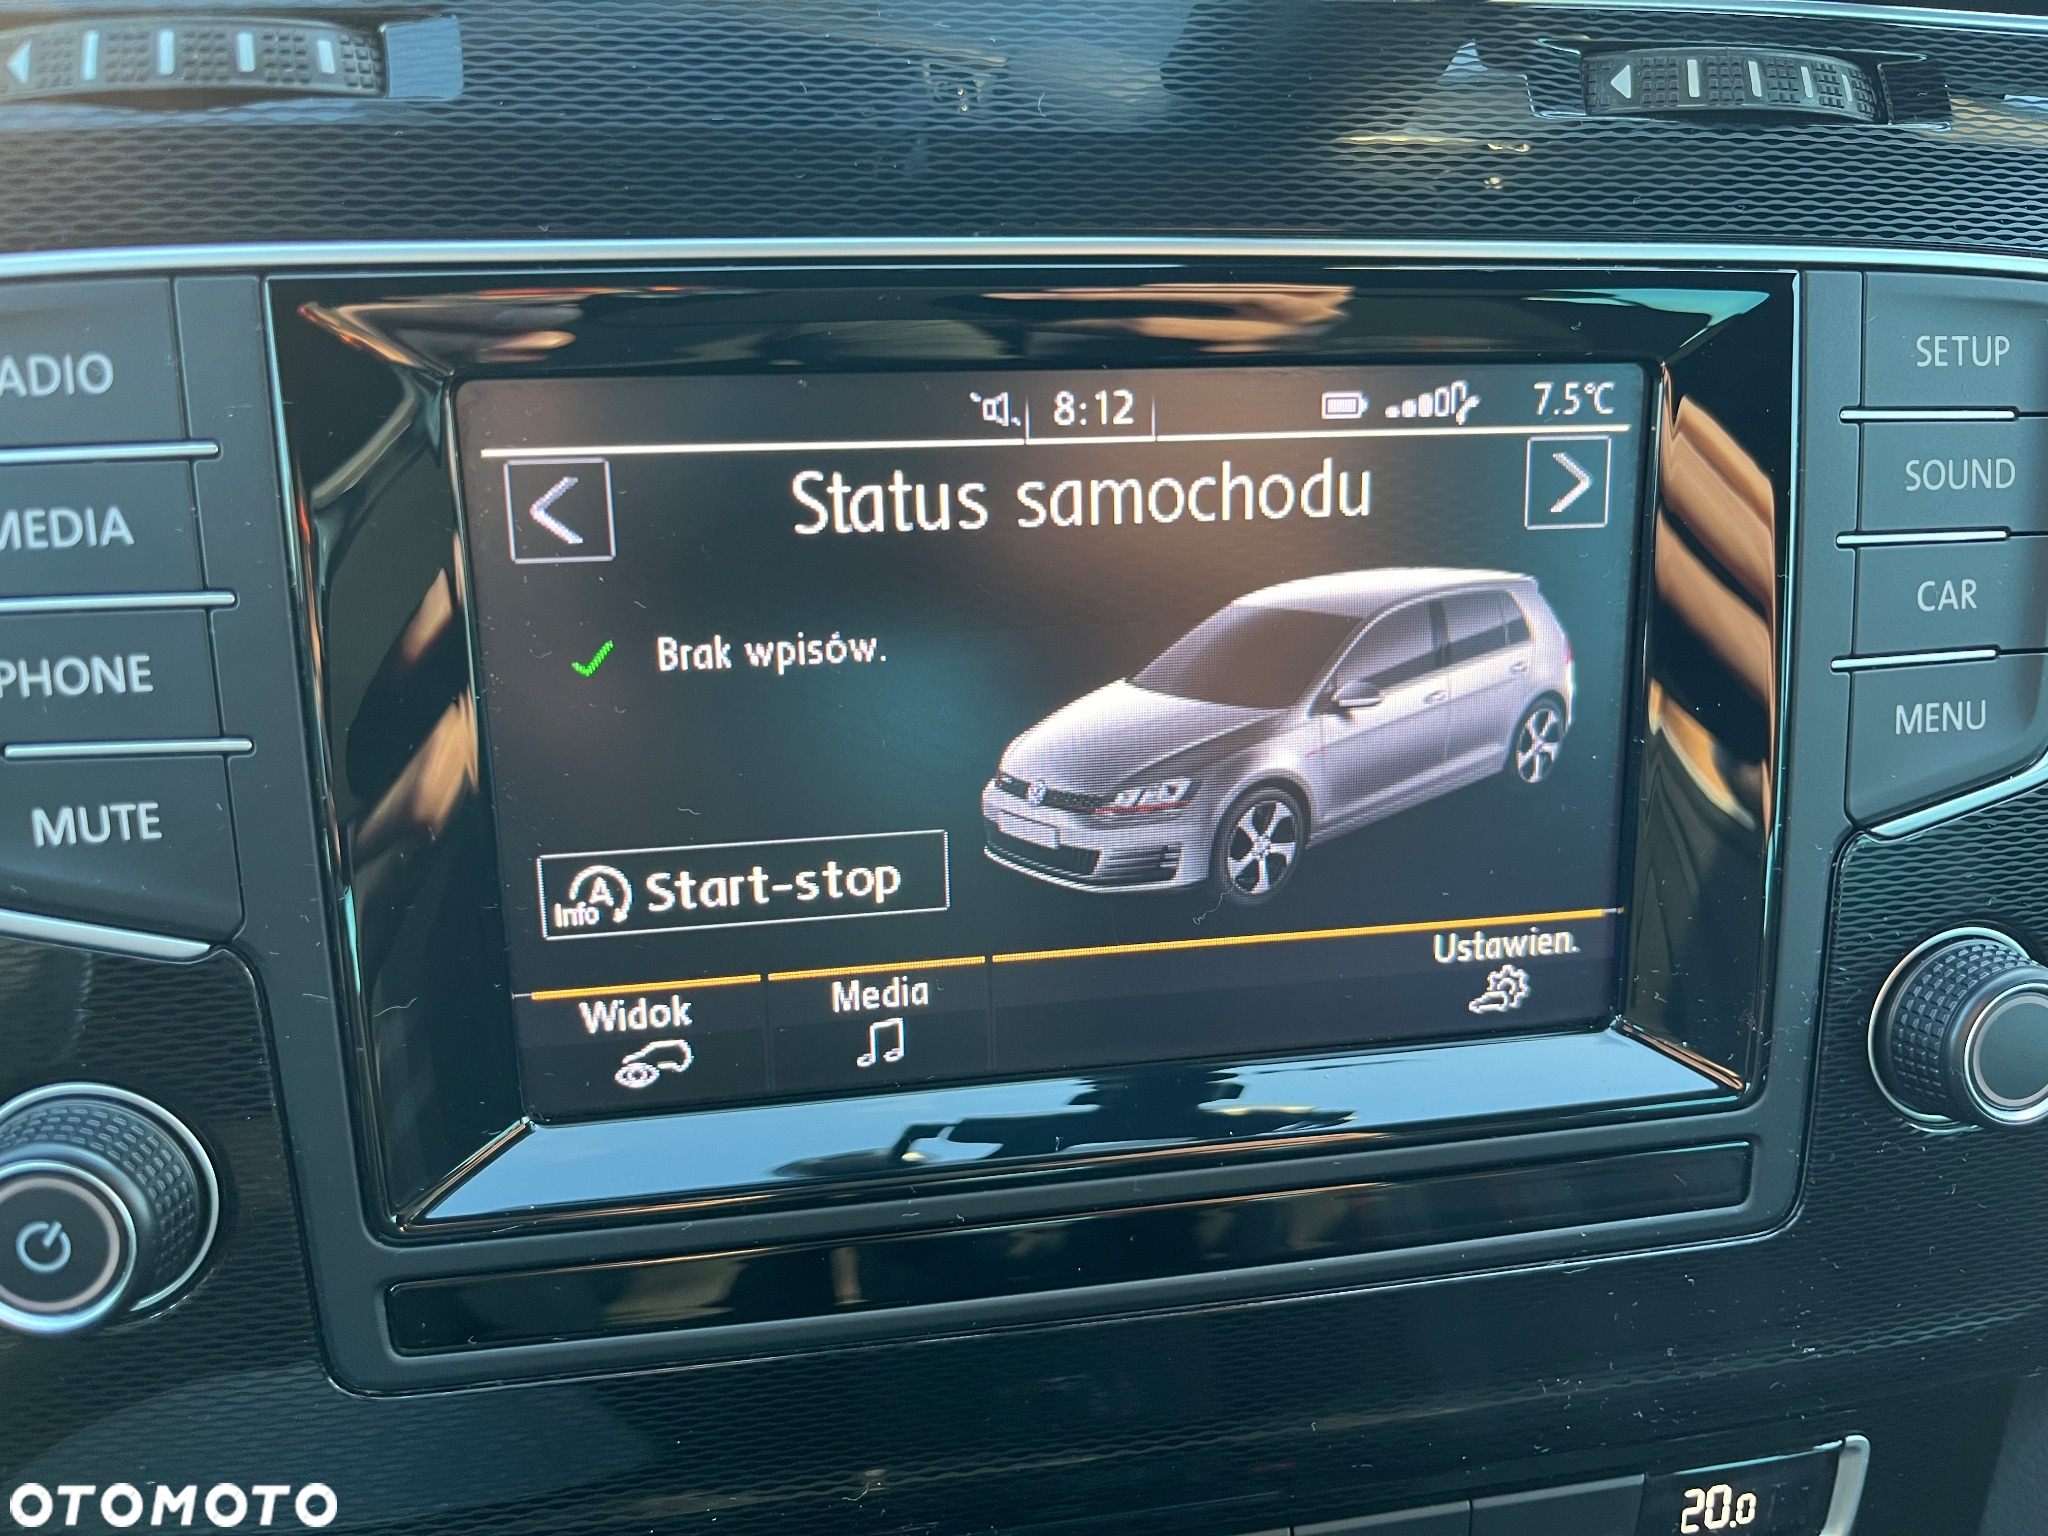 8:12
7.5°C
Status samochodu
Brak wpisów.
A
Info
Start-stop
Widok
Media
Ustawien.
ADIO
MEDIA
PHONE
MUTE
SETUP
SOUND
CAR
MENU
20.0
OTOMOTO